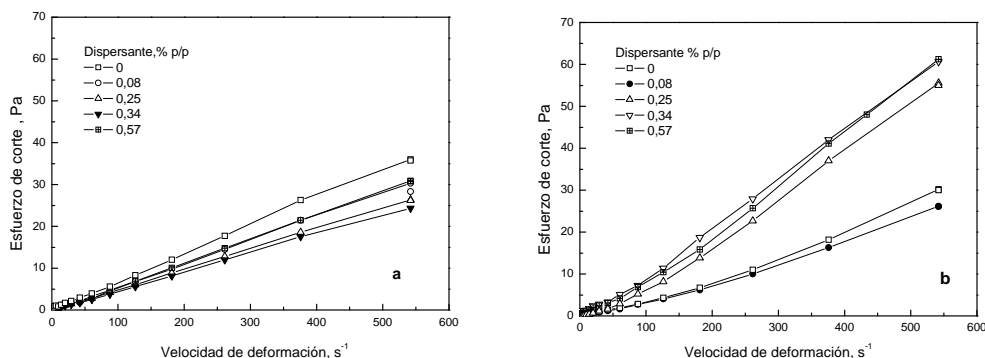 70
60
50
40
30
20
10
0
Esfuerzo de corte , Pa
Dispersante,% p/p
0
0,08
0,25
0,34
0,57
a
0 100 200 300 400 500 600
Velocidad de deformación, s-1
70
60
50
40
30
20
10
0
Esfuerzo de corte, Pa
Dispersante % p/p
0
0,08
0,25
0,34
0,57
b
0 100 200 300 400 500 600
Velocidad de deformación, s-1